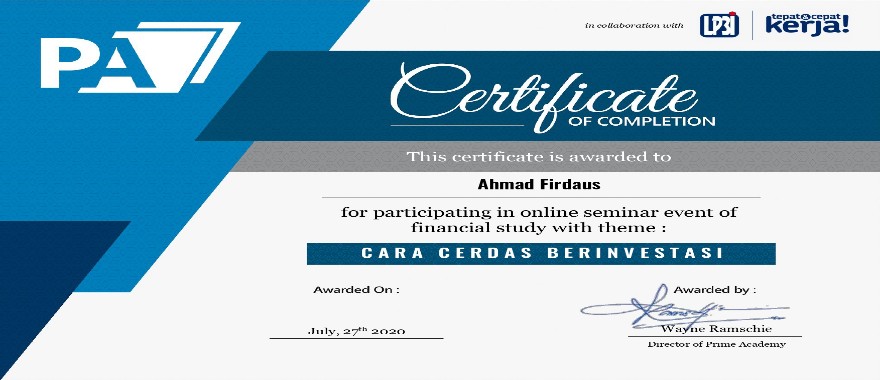 PA
in collaboration with
LP3I
tepat&cepat
kerja!
Certificate
OF COMPLETION
This certificate is awarded to
Ahmad Firdaus
for participating in online seminar event of
financial study with theme :
CARA CERDAS BERINVESTASI
Awarded On :
Awarded by :
July, 27th 2020
Wayne Ramschie
Director of Prime Academy